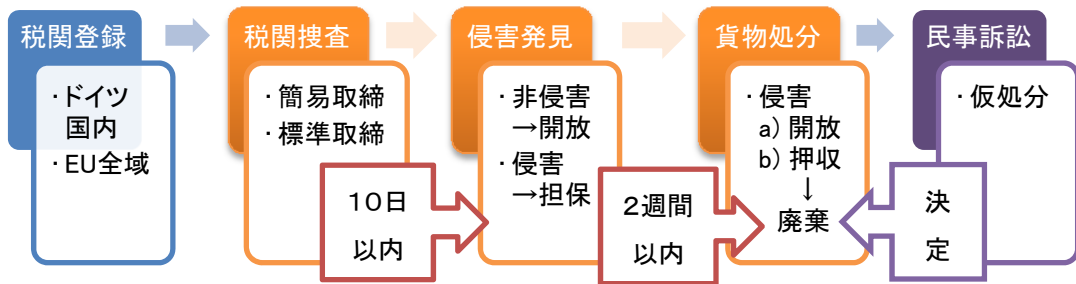 税関登録
・ドイツ
国内
・EU全域
税関捜査
・簡易取締
・標準取締
10日
以内
侵害発見
・非侵害
→開放
・侵害
→担保
2週間
以内
貨物処分
・侵害
a) 開放
b) 押収
↓
廃棄
民事訴訟
・仮処分
決
定